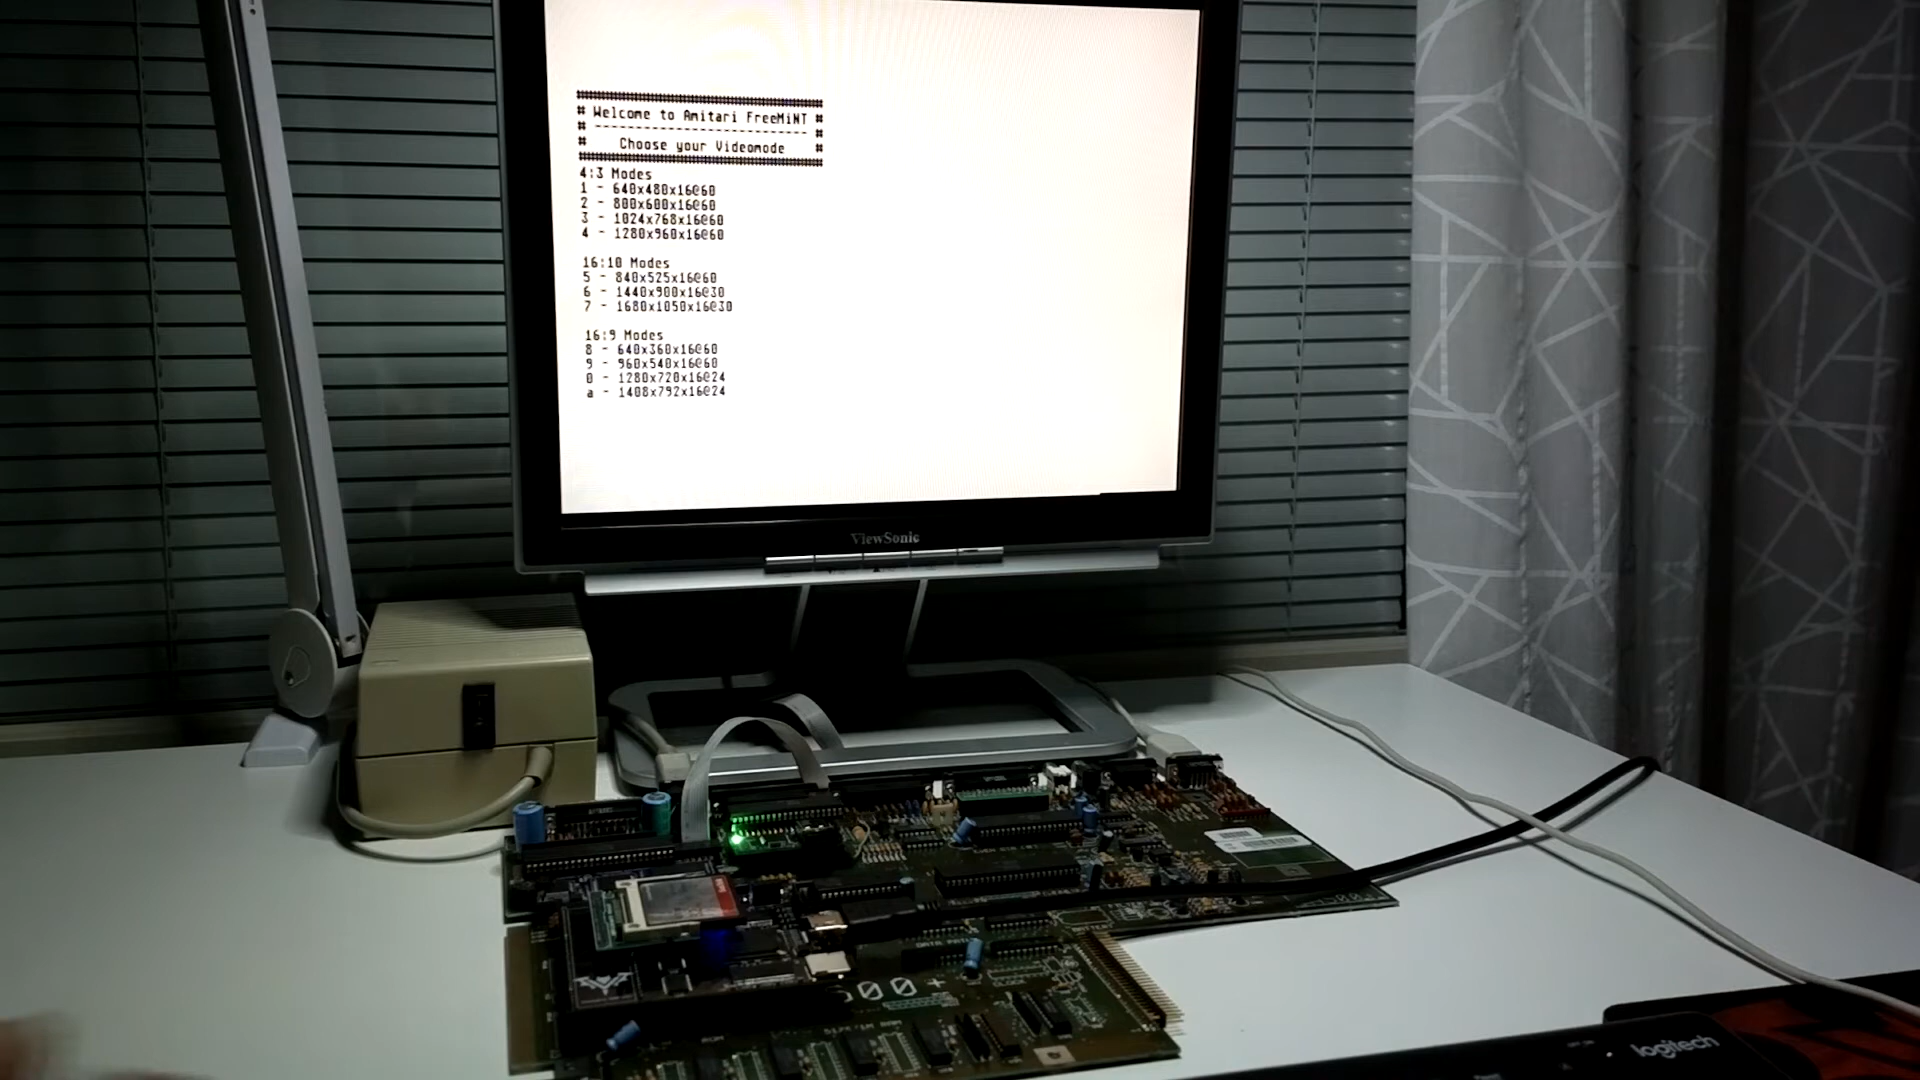 # Welcome to Amitari FreeMiNT #
# --------------------------- #
# Choose your Videomode #
4:3 Modes
1 - 640x480x16@60
2 - 800x600x16@60
3 - 1024x768x16@60
4 - 1280x960x16@60
16:10 Modes
5 - 840x525x16@60
6 - 1440x900x16@30
7 - 1680x1050x16@30
16:9 Modes
8 - 640x360x16@60
9 - 960x540x16@60
0 - 1280x720x16@24
a - 1408x792x16@24
ViewSonic
500+
logitech